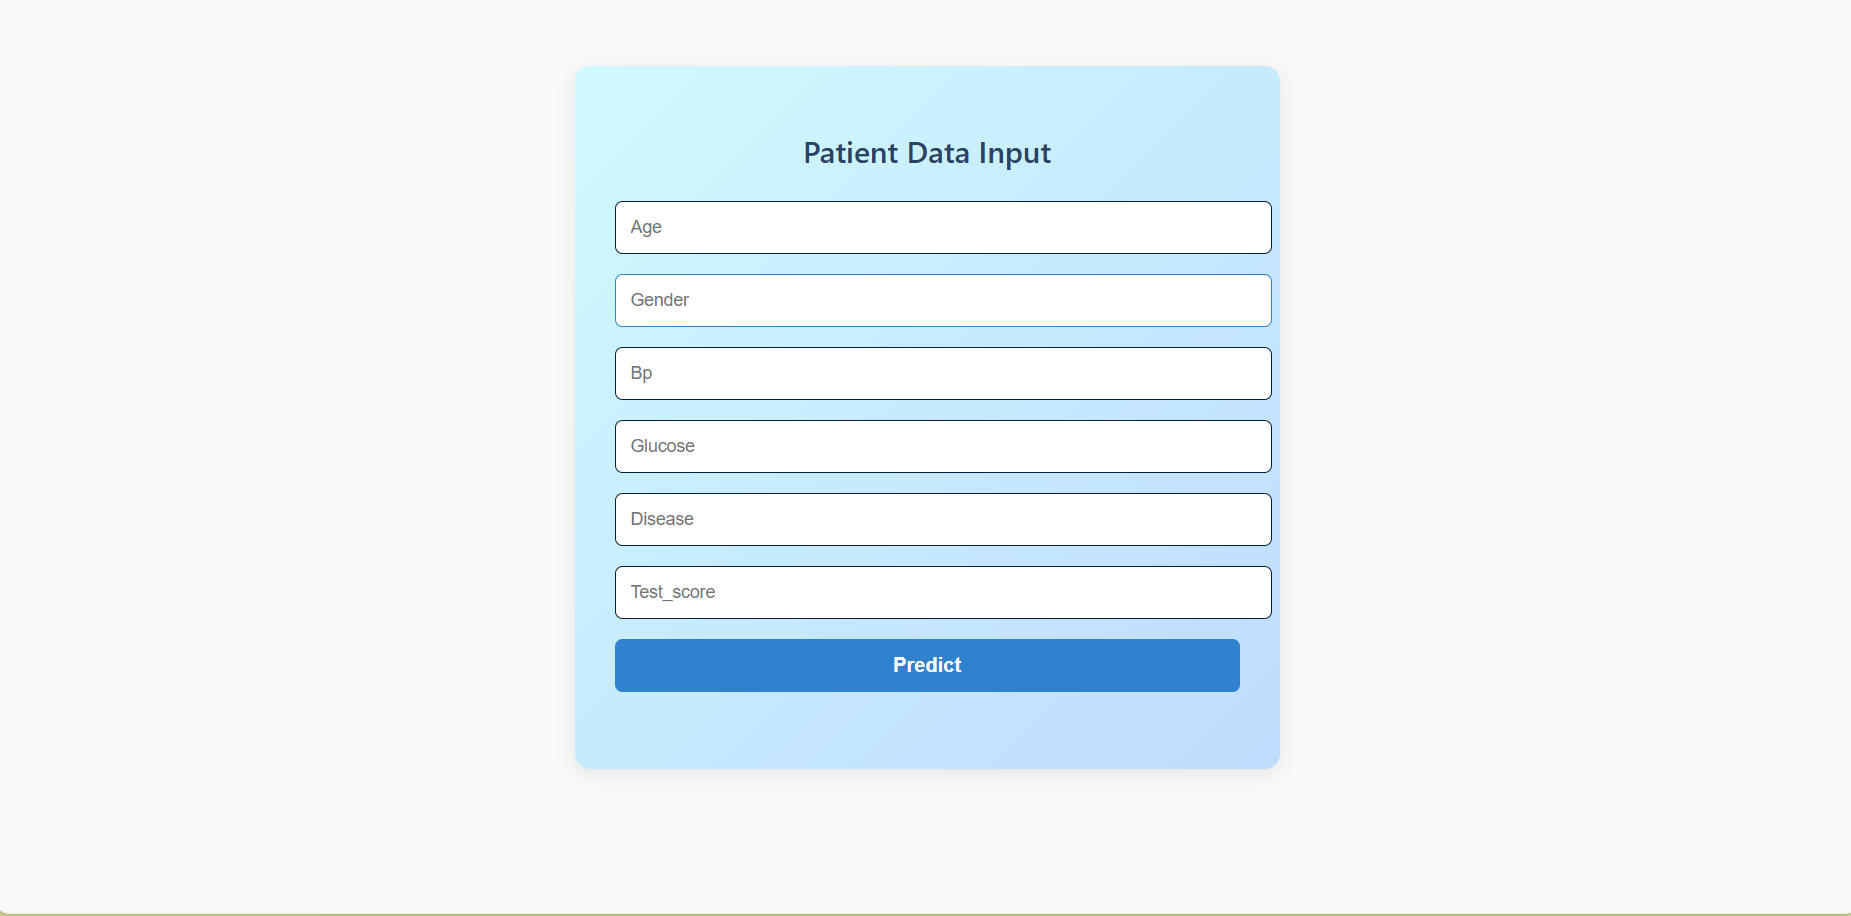 Patient Data Input
Age
Gender
Bp
Glucose
Disease
Test_score
Predict